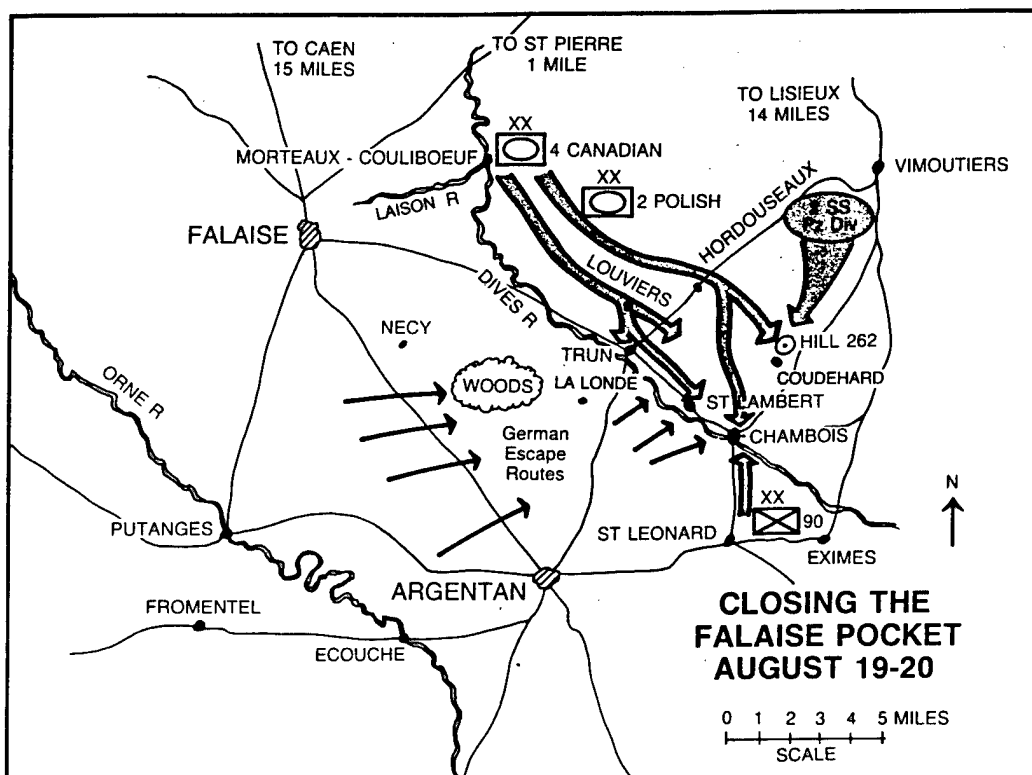 TO CAEN
15 MILES
TO ST PIERRE
1 MILE
TO LISIEUX
14 MILES
XX
4 CANADIAN
MORTEAUX - COULIBOEUF
VIMOUTIERS
XX
2 POLISH
LAISON R
HORDOUSEAUX
SS
Pz Div
FALAISE
LOUVIERS
DIVES R
NECY
HILL 262
TRUN
COUDEHARD
ORNE R
WOODS
LA LONDE
ST LAMBERT
CHAMBOIS
German
Escape
Routes
N
XX
90
PUTANGES
ST LEONARD
EXIMES
ARGENTAN
CLOSING THE
FALAISE POCKET
AUGUST 19-20
FROMENTEL
ECOUCHE
0 1 2 3 4 5 MILES
SCALE